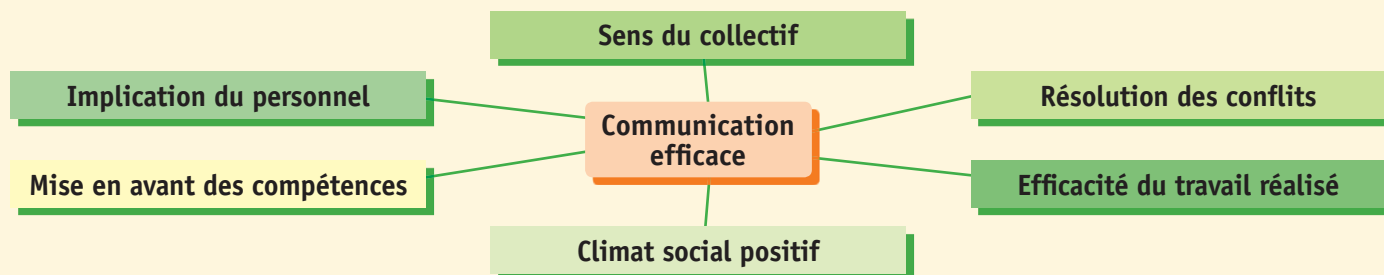 Sens du collectif
Implication du personnel
Résolution des conflits
Communication
efficace
Mise en avant des compétences
Efficacité du travail réalisé
Climat social positif